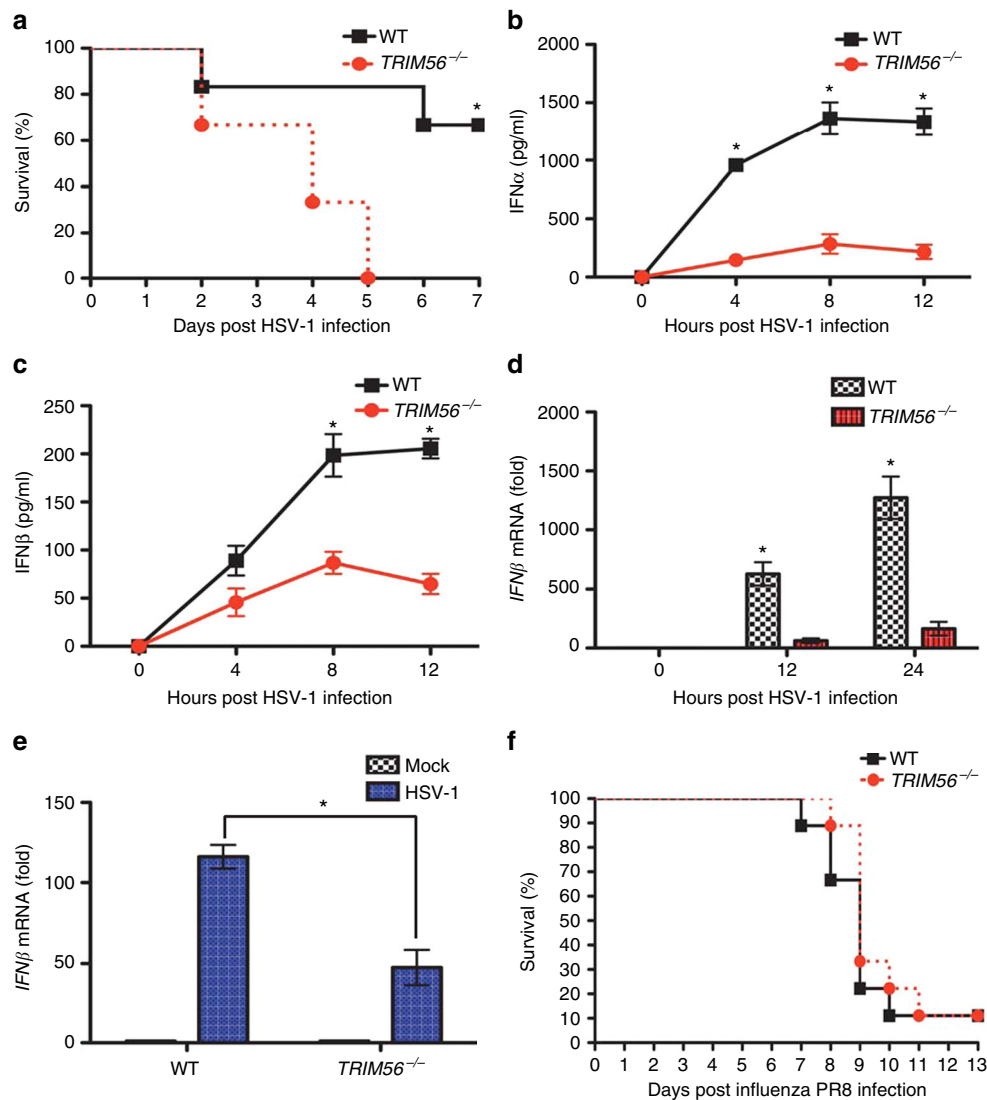 a
WT
TRIM56−/−
100
80
60
40
20
0
Survival (%)
*
0 1 2 3 4 5 6 7
Days post HSV-1 infection
b
WT
TRIM56−/−
2000
1500
1000
500
0
IFNα (pg/ml)
* * *
0 4 8 12
Hours post HSV-1 infection
c
WT
TRIM56−/−
250
200
150
100
50
0
IFNβ (pg/ml)
* *
0 4 8 12
Hours post HSV-1 infection
d
WT
TRIM56−/−
2000
1500
1000
500
0
IFNβ mRNA (fold)
* *
0 12 24
Hours post HSV-1 infection
e
Mock
HSV-1
150
100
50
0
IFNβ mRNA (fold)
*
WT TRIM56−/−
f
WT
TRIM56−/−
100
90
80
70
60
50
40
30
20
10
0
Survival (%)
0 1 2 3 4 5 6 7 8 9 10 11 12 13
Days post influenza PR8 infection